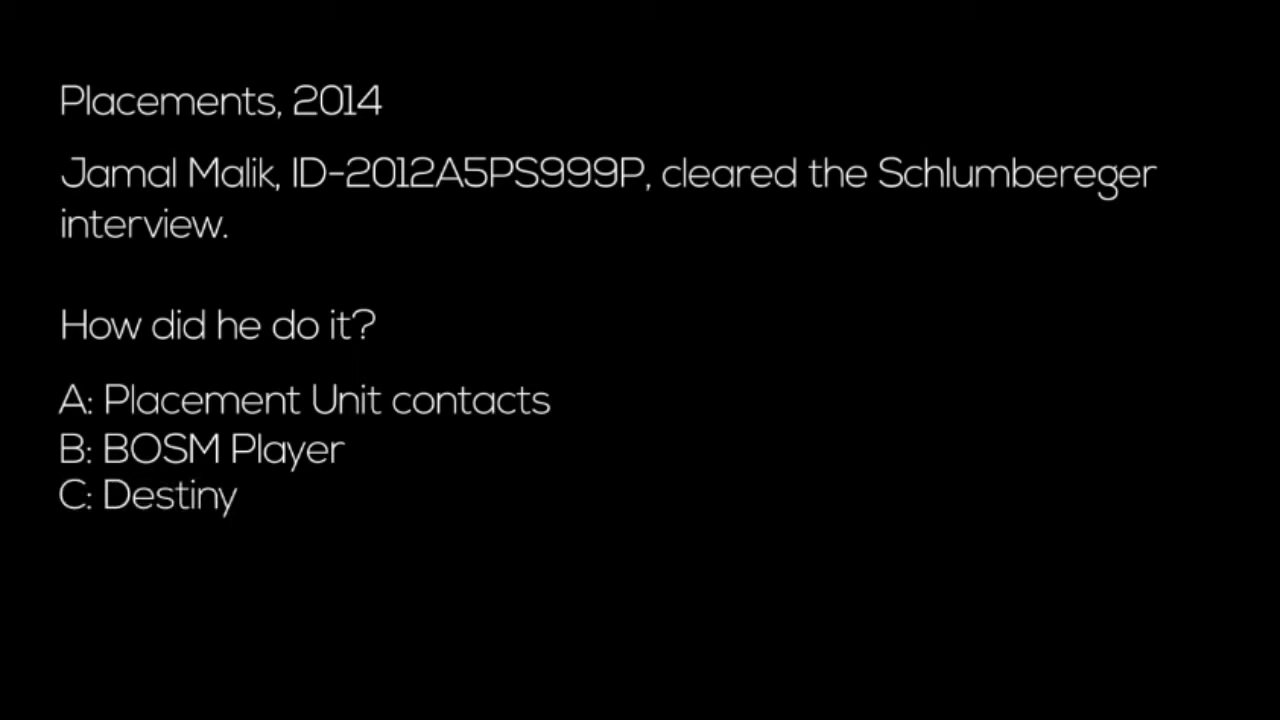 Placements, 2014
Jamal Malik, ID-2012A5PS999P, cleared the Schlumbereger
interview.
How did he do it?
A: Placement Unit contacts
B: BOSM Player
C: Destiny